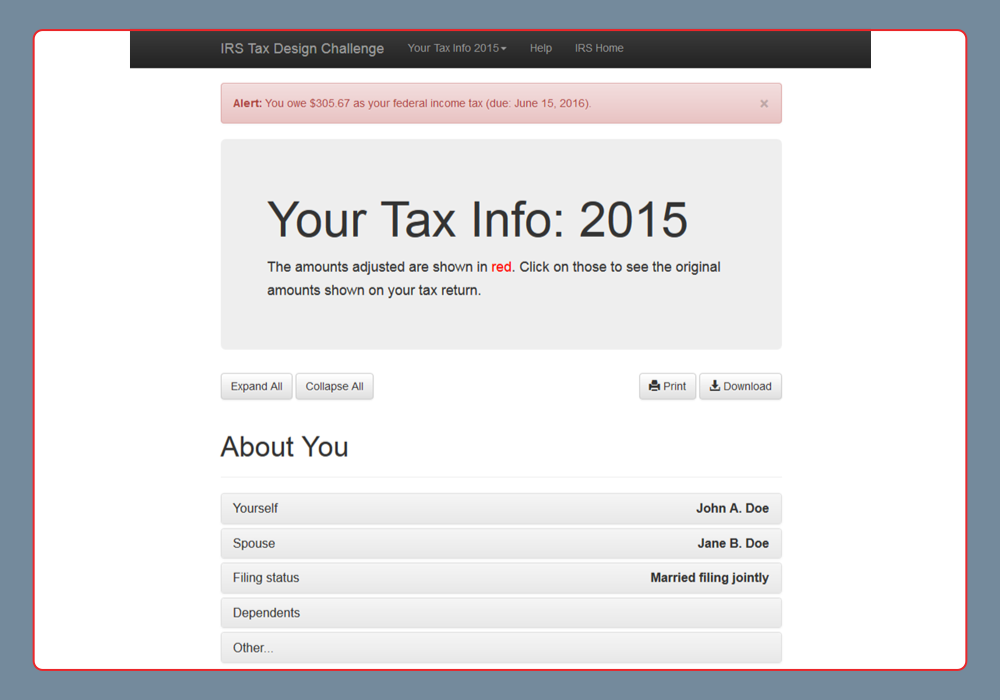 IRS Tax Design Challenge Your Tax Info 2015 Help IRS Home
Alert: You owe $305.67 as your federal income tax (due: June 15, 2016). ×
Your Tax Info: 2015
The amounts adjusted are shown in red. Click on those to see the original
amounts shown on your tax return.
Expand All Collapse All Print Download
About You
Yourself John A. Doe
Spouse Jane B. Doe
Filing status Married filing jointly
Dependents
Other...